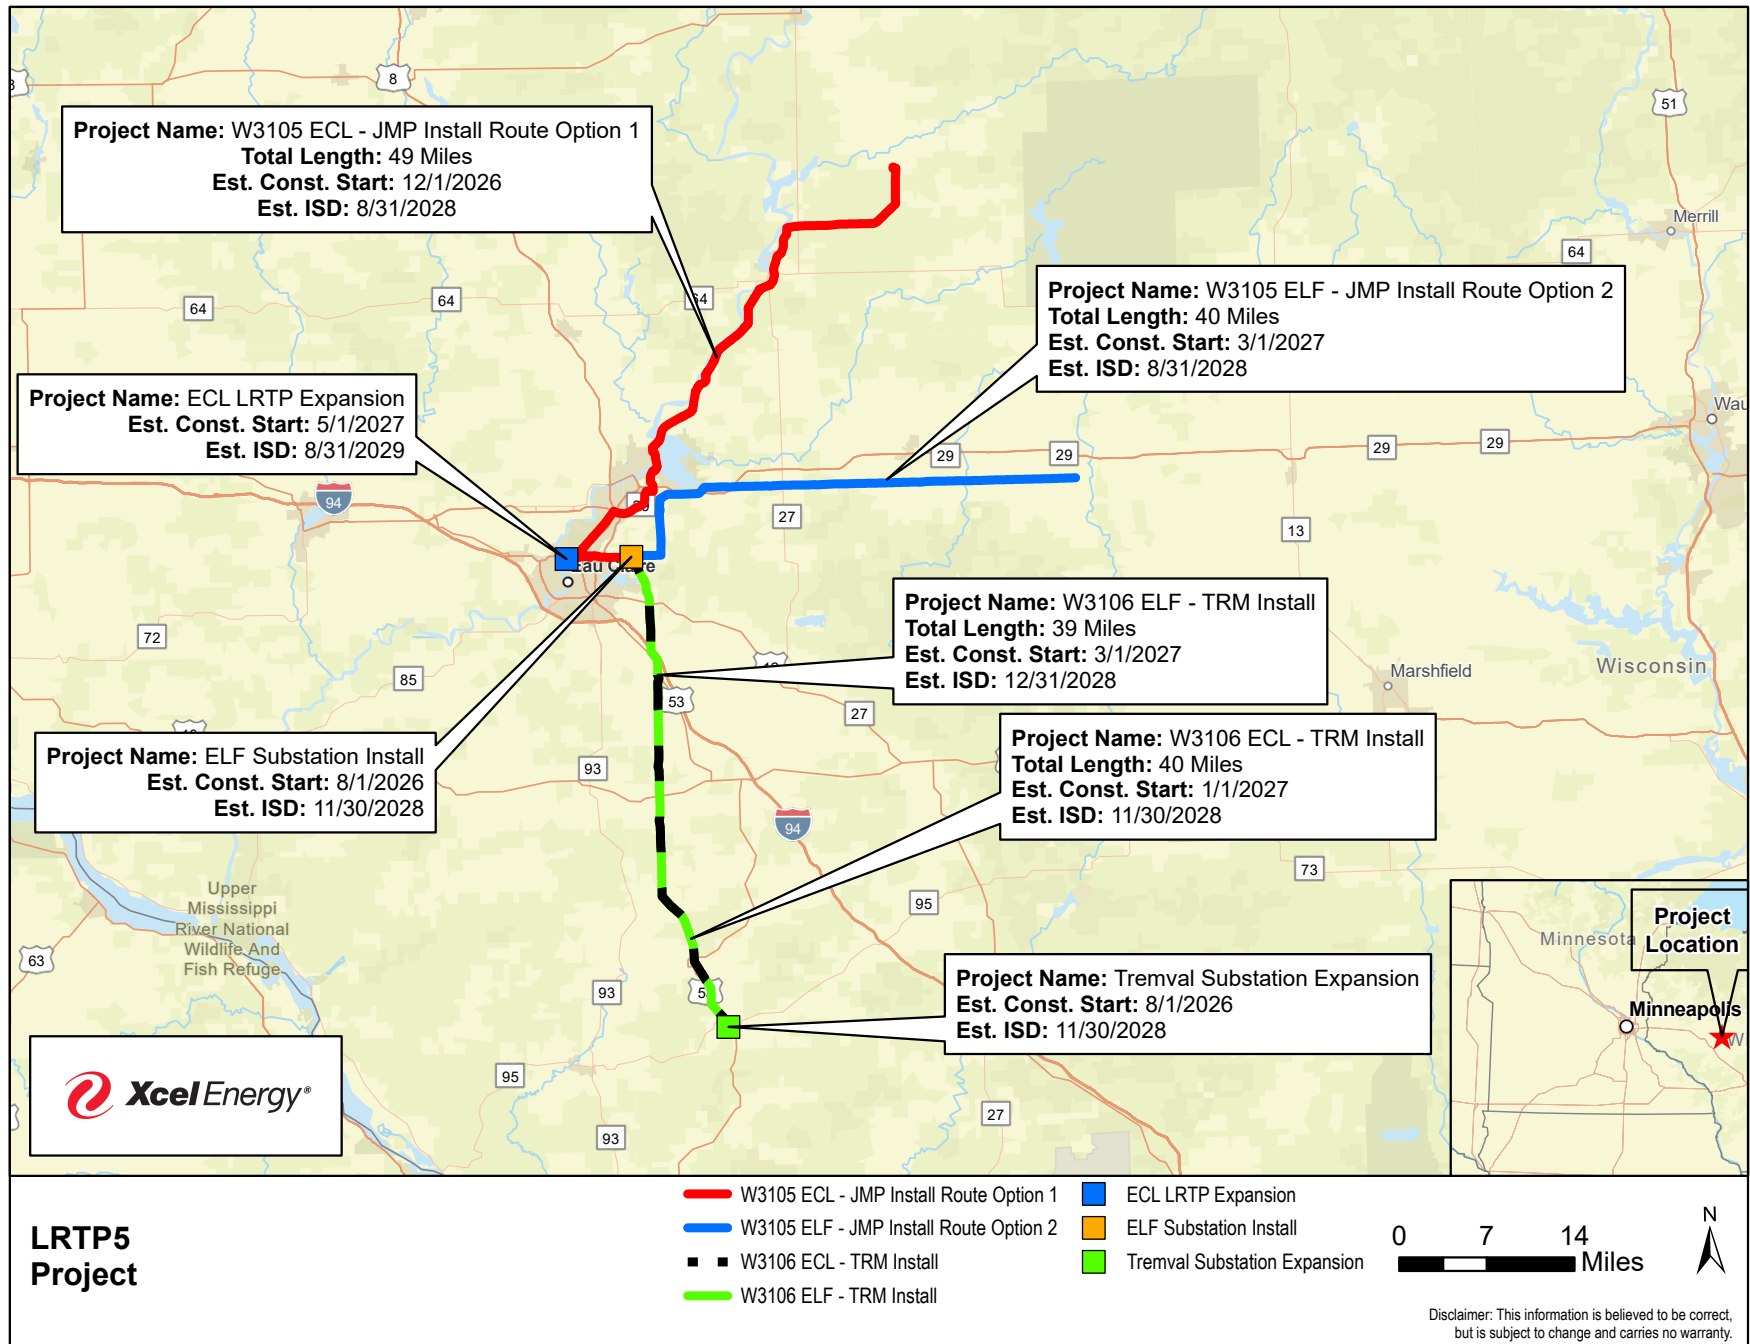 8
51
Project Name: W3105 ECL - JMP Install Route Option 1
Total Length: 49 Miles
Est. Const. Start: 12/1/2026
Est. ISD: 8/31/2028
Merrill
64
64
64
64
Project Name: W3105 ELF - JMP Install Route Option 2
Total Length: 40 Miles
Est. Const. Start: 3/1/2027
Est. ISD: 8/31/2028
Project Name: ECL LRTP Expansion
Est. Const. Start: 5/1/2027
Est. ISD: 8/31/2029
Wau
29
29
29
29
94
27
13
Eau Claire
Project Name: W3106 ELF - TRM Install
Total Length: 39 Miles
Est. Const. Start: 3/1/2027
Est. ISD: 12/31/2028
72
85
53
27
Marshfield
Wisconsin
Project Name: ELF Substation Install
Est. Const. Start: 8/1/2026
Est. ISD: 11/30/2028
93
Project Name: W3106 ECL - TRM Install
Total Length: 40 Miles
Est. Const. Start: 1/1/2027
Est. ISD: 11/30/2028
94
73
95
Upper
Mississippi
River National
Wildlife And
Fish Refuge
63
93
Project Name: Tremval Substation Expansion
Est. Const. Start: 8/1/2026
Est. ISD: 11/30/2028
Project
Location
Minnesota
Minneapolis
W
95
27
93
Xcel Energy®
LRTP5
Project
W3105 ECL - JMP Install Route Option 1
W3105 ELF - JMP Install Route Option 2
W3106 ECL - TRM Install
W3106 ELF - TRM Install
ECL LRTP Expansion
ELF Substation Install
Tremval Substation Expansion
0 7 14
Miles
N
Disclaimer: This information is believed to be correct,
but is subject to change and carries no warranty.